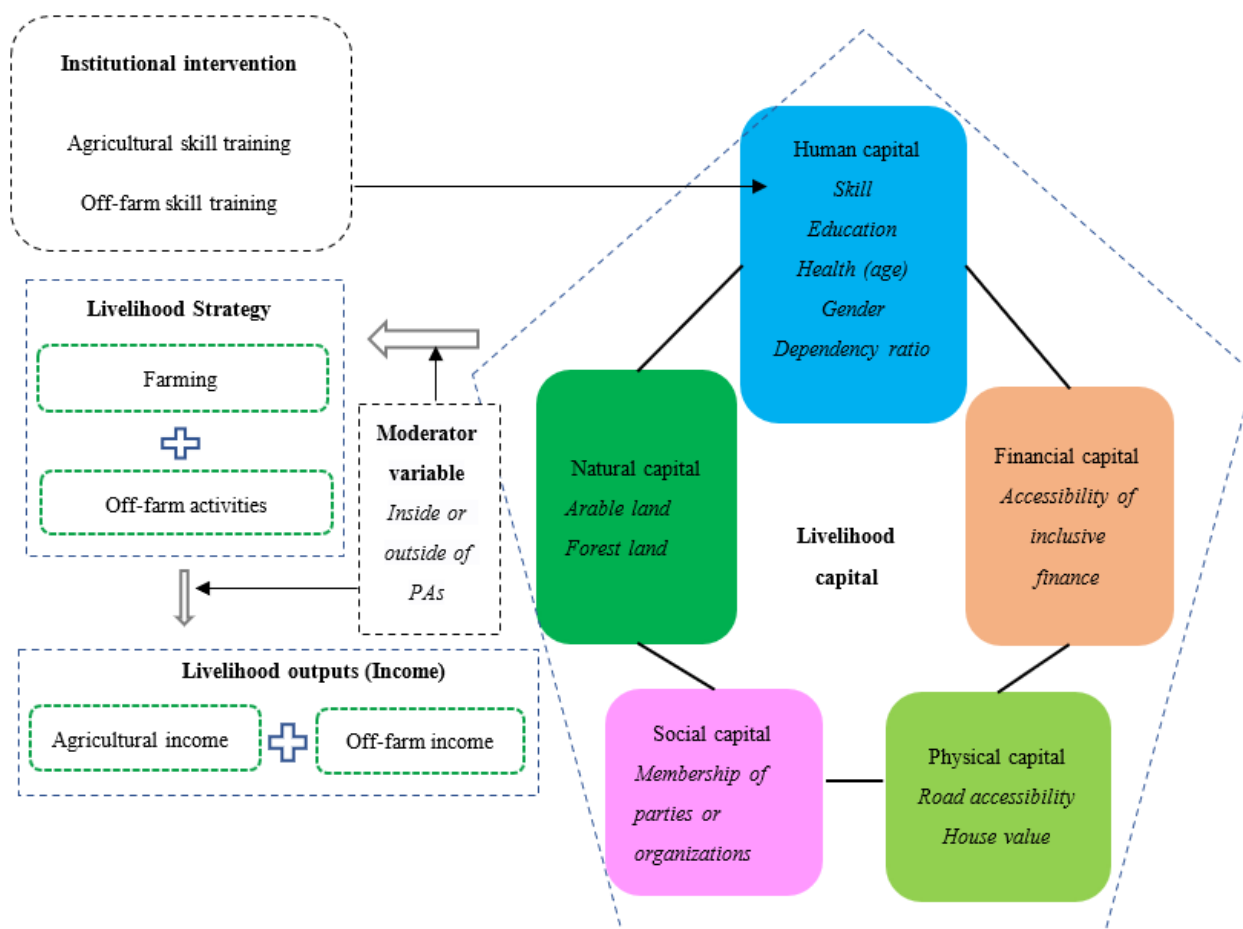 Institutional intervention
Agricultural skill training
Off-farm skill training
Livelihood Strategy
Farming
Off-farm activities
Moderator
variable
Inside or
outside of
PAs
Livelihood outputs (Income)
Agricultural income
Off-farm income
Human capital
Skill
Education
Health (age)
Gender
Dependency ratio
Natural capital
Arable land
Forest land
Livelihood
capital
Financial capital
Accessibility of
inclusive
finance
Social capital
Membership of
parties or
organizations
Physical capital
Road accessibility
House value